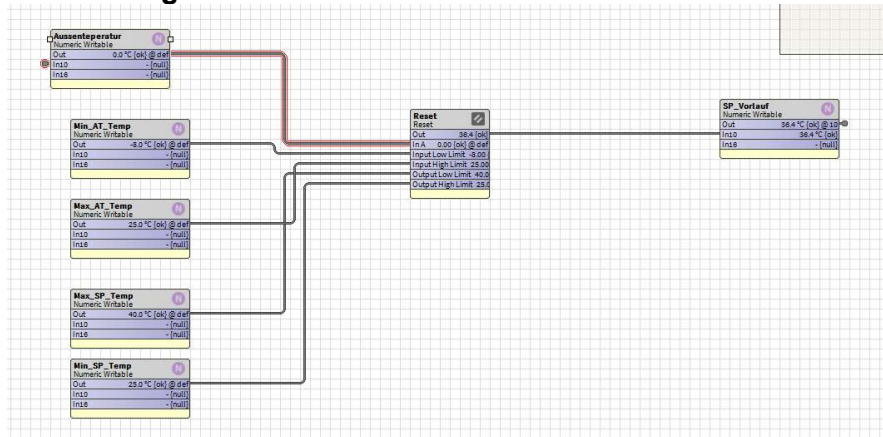 Aussenteperatur
Numeric Writable
Out 0.0 °C {ok} @ def
In10 - {null}
In16 - {null}
Min_AT_Temp
Numeric Writable
Out -8.0 °C {ok} @ def
In10 - {null}
In16 - {null}
Max_AT_Temp
Numeric Writable
Out 25.0 °C {ok} @ def
In10 - {null}
In16 - {null}
Max_SP_Temp
Numeric Writable
Out 40.0 °C {ok} @ def
In10 - {null}
In16 - {null}
Min_SP_Temp
Numeric Writable
Out 25.0 °C {ok} @ def
In10 - {null}
In16 - {null}
Reset
Reset
Out 36.4 {ok}
In A 0.00 {ok} @ def
Input Low Limit -8.00 {
Input High Limit 25.00
Output Low Limit 40.0
Output High Limit 25.0
SP_Vorlauf
Numeric Writable
Out 36.4 °C {ok} @ 10
In10 36.4 °C {ok}
In16 - {null}